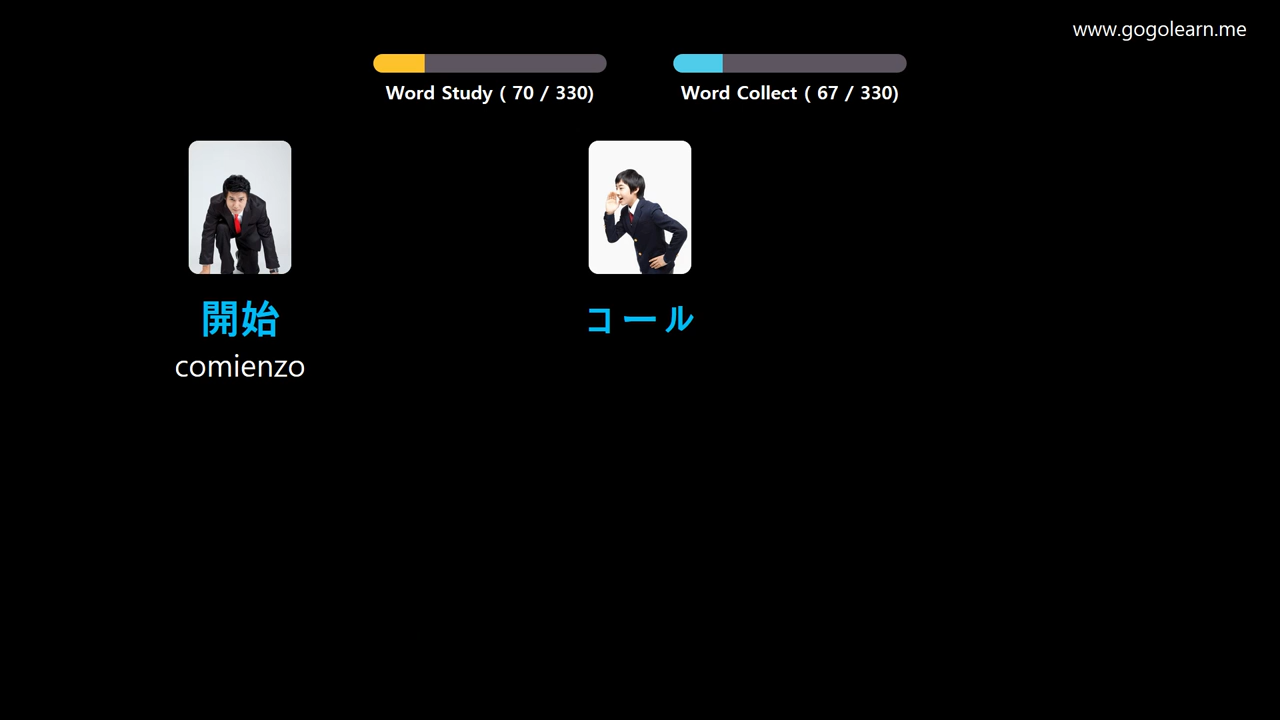 www.gogolearn.me
Word Study ( 70 / 330)
Word Collect ( 67 / 330)
開始
コール
comienzo